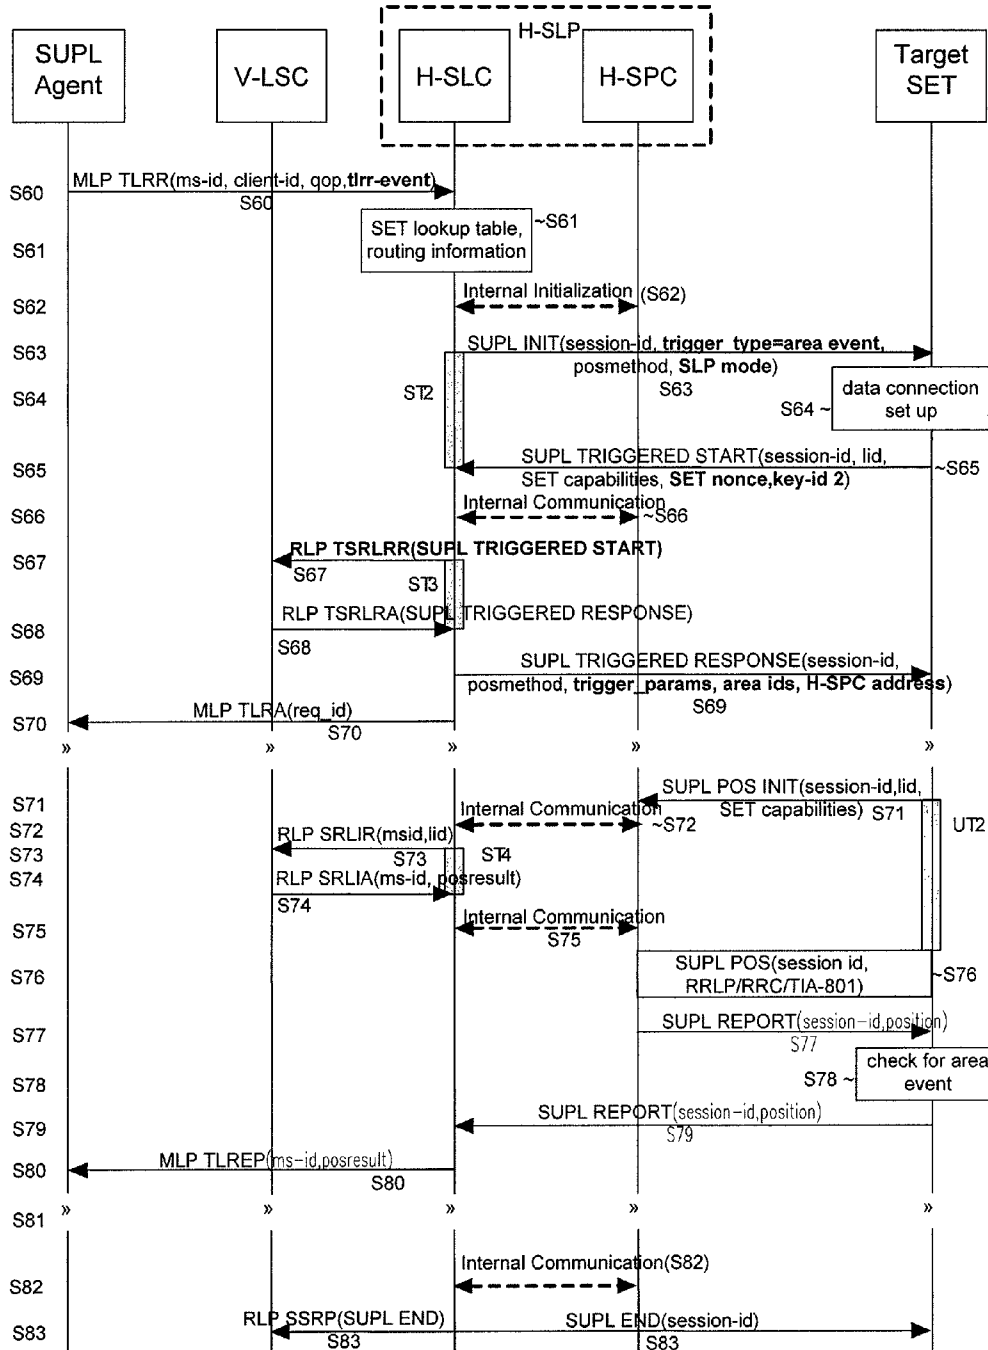 H-SLP
SUPL
Agent
V-LSC
H-SLC
H-SPC
Target
SET
S60
MLP TLRR(ms-id, client-id, qop,tlrr-event)
S60
S61
SET lookup table,
routing information
~S61
S62
Internal Initialization (S62)
S63
SUPL INIT(session-id, trigger_type=area event,
posmethod, SLP mode)
S63
ST2
S64
S64 ~
data connection
set up
S65
SUPL TRIGGERED START(session-id, lid,
SET capabilities, SET nonce,key-id 2)
~S65
S66
Internal Communication
~S66
S67
RLP TSRLRR(SUPL TRIGGERED START)
S67
ST3
S68
RLP TSRLRA(SUPL TRIGGERED RESPONSE)
S68
S69
SUPL TRIGGERED RESPONSE(session-id,
posmethod, trigger_params, area ids, H-SPC address)
S69
S70
MLP TLRA(req_id)
S70
» » » » »
S71
SUPL POS INIT(session-id,lid,
SET capabilities) S71
UT2
S72
Internal Communication
~S72
S73
RLP SRLIR(msid,lid)
S73
ST4
S74
RLP SRLIA(ms-id, posresult)
S74
S75
Internal Communication
S75
S76
SUPL POS(session id,
RRLP/RRC/TIA-801)
~S76
S77
SUPL REPORT(session-id,position)
S77
S78
S78 ~
check for area
event
S79
SUPL REPORT(session-id,position)
S79
S80
MLP TLREP(ms-id,posresult)
S80
S81
» » » » »
S82
Internal Communication(S82)
S83
RLP SSRP(SUPL END)
S83
SUPL END(session-id)
S83